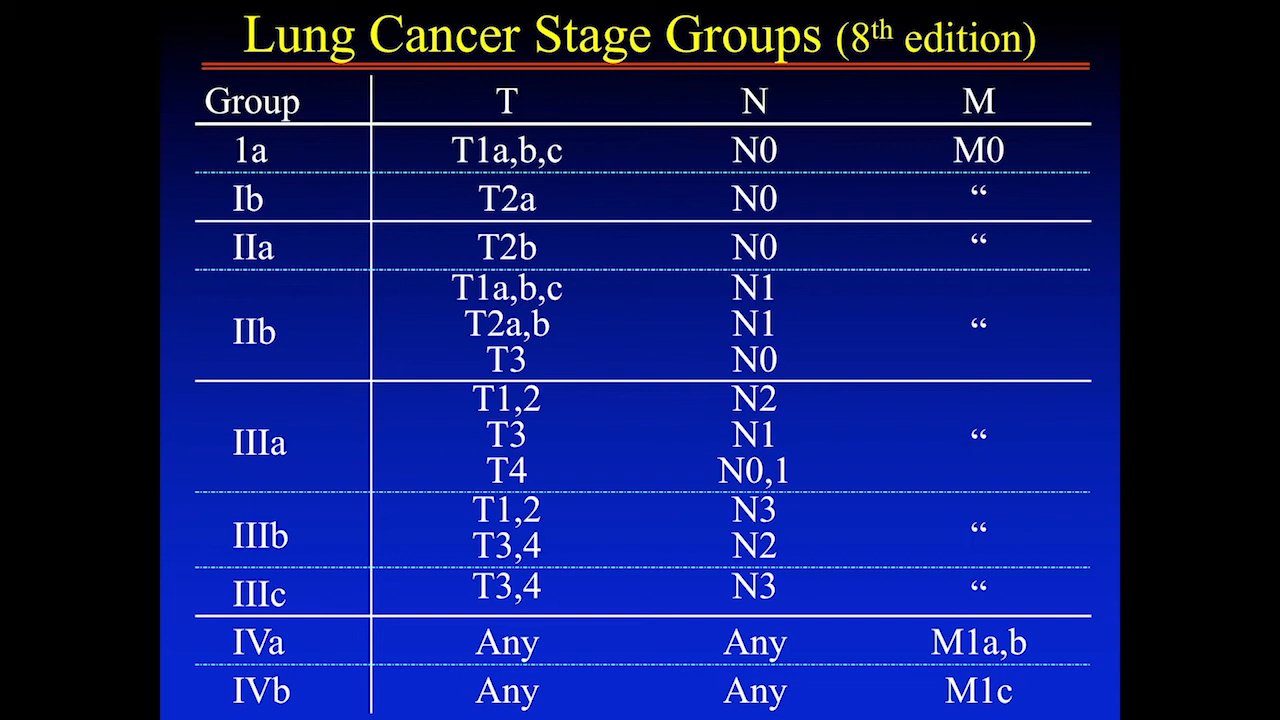 Lung Cancer Stage Groups (8th edition)
Group T N M
1a T1a,b,c N0 M0
Ib T2a N0 “
IIa T2b N0 “
IIb T1a,b,c N1 “
T2a,b N1
T3 N0
IIIa T1,2 N2 “
T3 N1
T4 N0,1
IIIb T1,2 N3 “
T3,4 N2
IIIc T3,4 N3 “
IVa Any Any M1a,b
IVb Any Any M1c